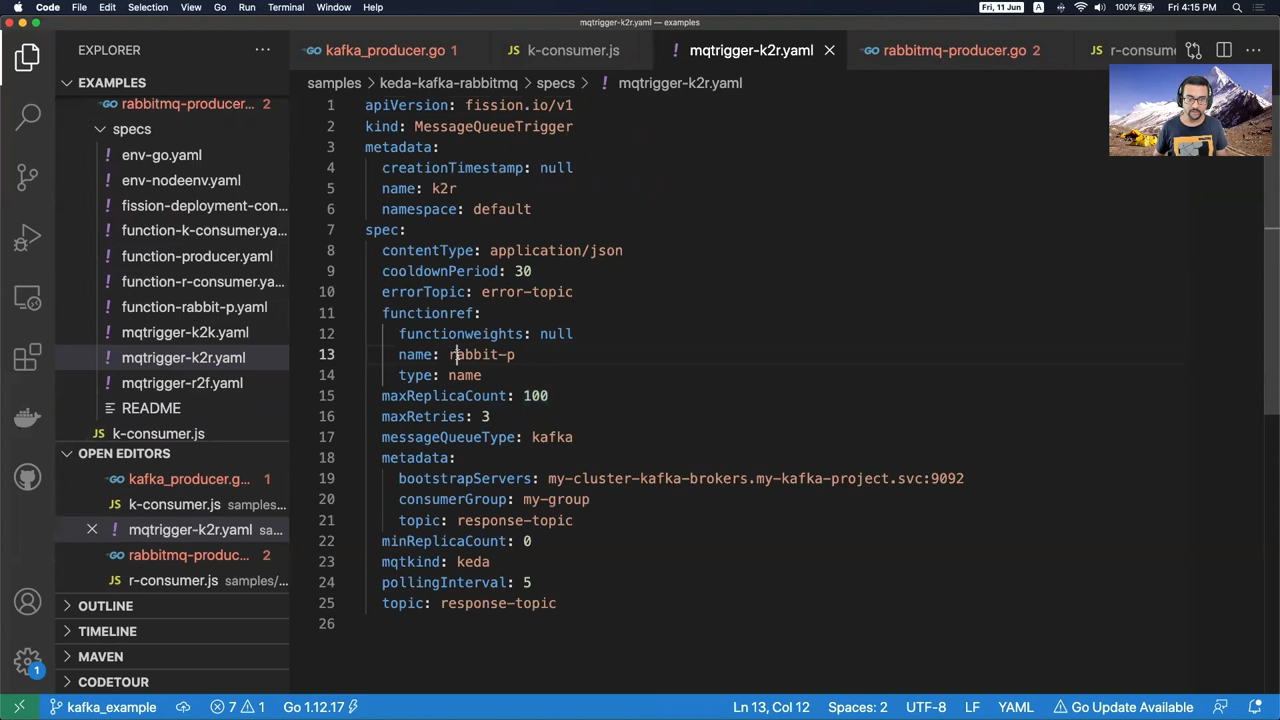 Code File Edit Selection View Go Run Terminal Window Help Fri, 11 Jun A 100% Fri 4:15 PM
mqtrigger-k2r.yaml — examples
EXPLORER
kafka_producer.go 1
k-consumer.js
mqtrigger-k2r.yaml
rabbitmq-producer.go 2
r-consume
EXAMPLES
samples > keda-kafka-rabbitmq > specs > ! mqtrigger-k2r.yaml
rabbitmq-producer... 2
specs
env-go.yaml
env-nodeenv.yaml
fission-deployment-con...
function-k-consumer.ya...
function-producer.yaml
function-r-consumer.ya...
function-rabbit-p.yaml
mqtrigger-k2k.yaml
mqtrigger-k2r.yaml
mqtrigger-r2f.yaml
README
k-consumer.js
OPEN EDITORS
kafka_producer.g... 1
k-consumer.js samples...
mqtrigger-k2r.yaml sa...
rabbitmq-produc... 2
r-consumer.js samples/...
OUTLINE
TIMELINE
MAVEN
CODETOUR
1 apiVersion: fission.io/v1
2 kind: MessageQueueTrigger
3 metadata:
4 creationTimestamp: null
5 name: k2r
6 namespace: default
7 spec:
8 contentType: application/json
9 cooldownPeriod: 30
10 errorTopic: error-topic
11 functionref:
12 functionweights: null
13 name: rabbit-p
14 type: name
15 maxReplicaCount: 100
16 maxRetries: 3
17 messageQueueType: kafka
18 metadata:
19 bootstrapServers: my-cluster-kafka-brokers.my-kafka-project.svc:9092
20 consumerGroup: my-group
21 topic: response-topic
22 minReplicaCount: 0
23 mqtkind: keda
24 pollingInterval: 5
25 topic: response-topic
26
1
kafka_example 7 1 Go 1.12.17 Ln 13, Col 12 Spaces: 2 UTF-8 LF YAML Go Update Available